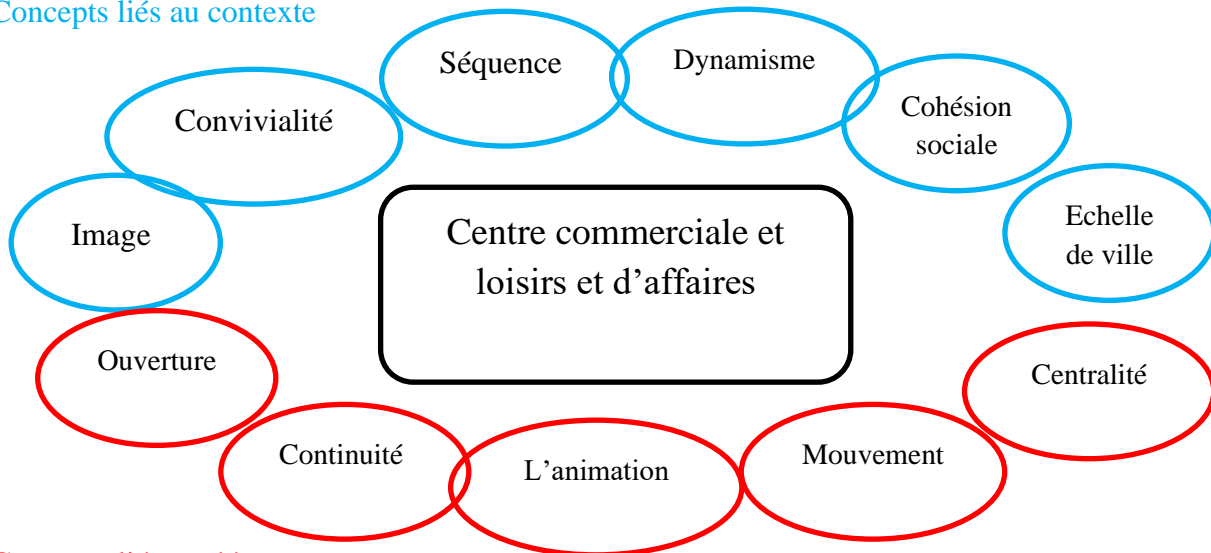 Concepts liés au contexte
Séquence
Dynamisme
Convivialité
Cohésion
sociale
Image
Centre commerciale et
loisirs et d’affaires
Echelle
de ville
Ouverture
Centralité
Continuité
L’animation
Mouvement